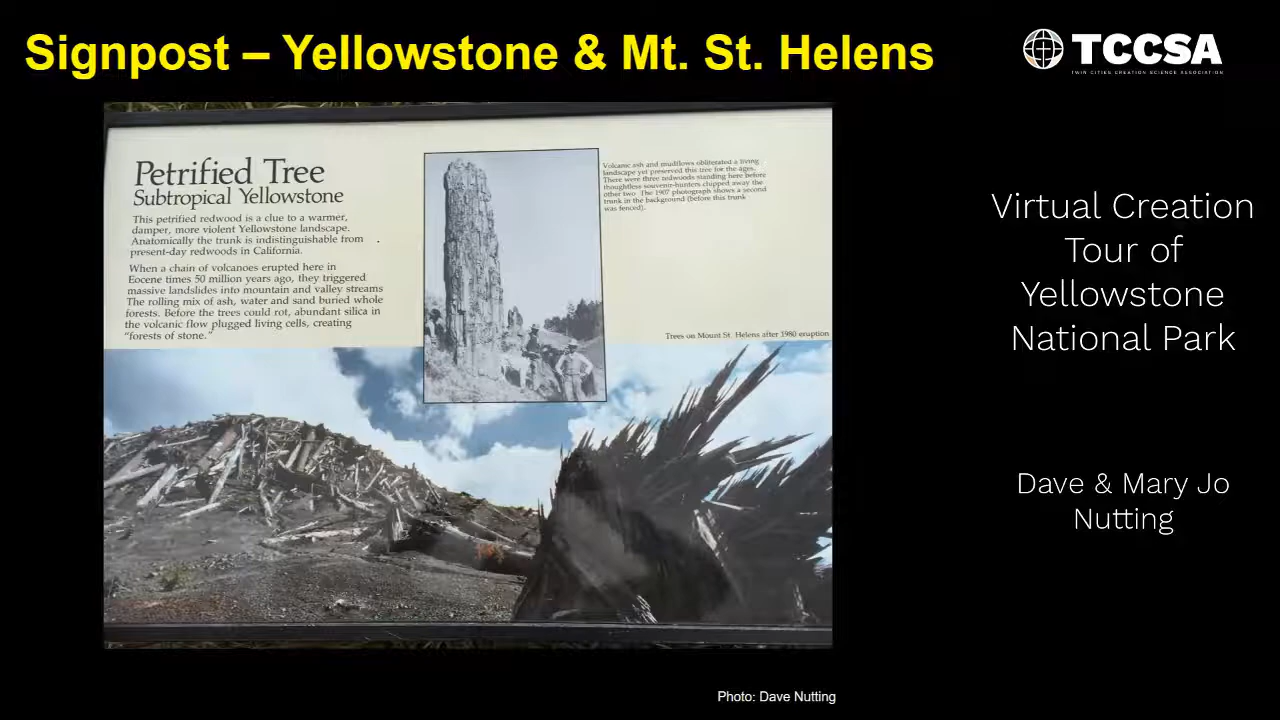 Signpost – Yellowstone & Mt. St. Helens
TCCSA
TWIN CITIES CREATION SCIENCE ASSOCIATION
Petrified Tree
Subtropical Yellowstone
This petrified redwood is a clue to a warmer,
damper, more violent Yellowstone landscape.
Anatomically the trunk is indistinguishable from
present-day redwoods in California.
When a chain of volcanoes erupted here in
Eocene times 50 million years ago, they triggered
massive landslides into mountain and valley streams
The rolling mix of ash, water and sand buried whole
forests. Before the trees could rot, abundant silica in
the volcanic flow plugged living cells, creating
"forests of stone."
Volcanic ash and mudflows obliterated a living
landscape yet preserved this tree for the ages.
There were three redwoods standing here before
thoughtless souvenir-hunters chipped away the
other two. The 1907 photograph shows a second
trunk in the background (before this trunk
was fenced).
Trees on Mount St. Helens after 1980 eruption
Virtual Creation
Tour of
Yellowstone
National Park
Dave & Mary Jo
Nutting
Photo: Dave Nutting